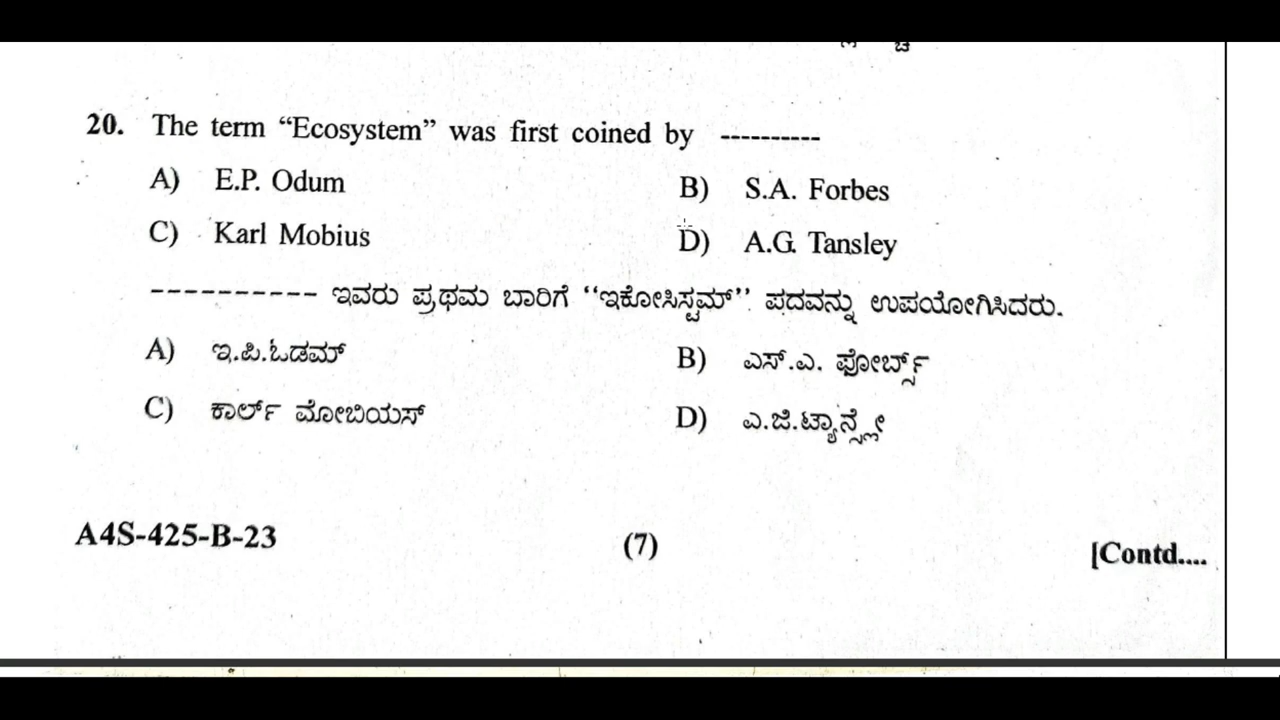 20. The term “Ecosystem” was first coined by ----------
A) E.P. Odum B) S.A. Forbes
C) Karl Mobius D) A.G. Tansley
---------- ಇವರು ಪ್ರಥಮ ಬಾರಿಗೆ “ಇಕೋಸಿಸ್ಟಮ್” ಪದವನ್ನು ಉಪಯೋಗಿಸಿದರು.
A) ಇ.ಪಿ.ಓಡಮ್ B) ಎಸ್.ಎ. ಫೋರ್ಬ್ಸ್
C) ಕಾರ್ಲ್ ಮೋಬಿಯಸ್ D) ಎ.ಜಿ.ಟ್ಯಾನ್ಸ್ಲೇ
A4S-425-B-23 (7) [Contd....